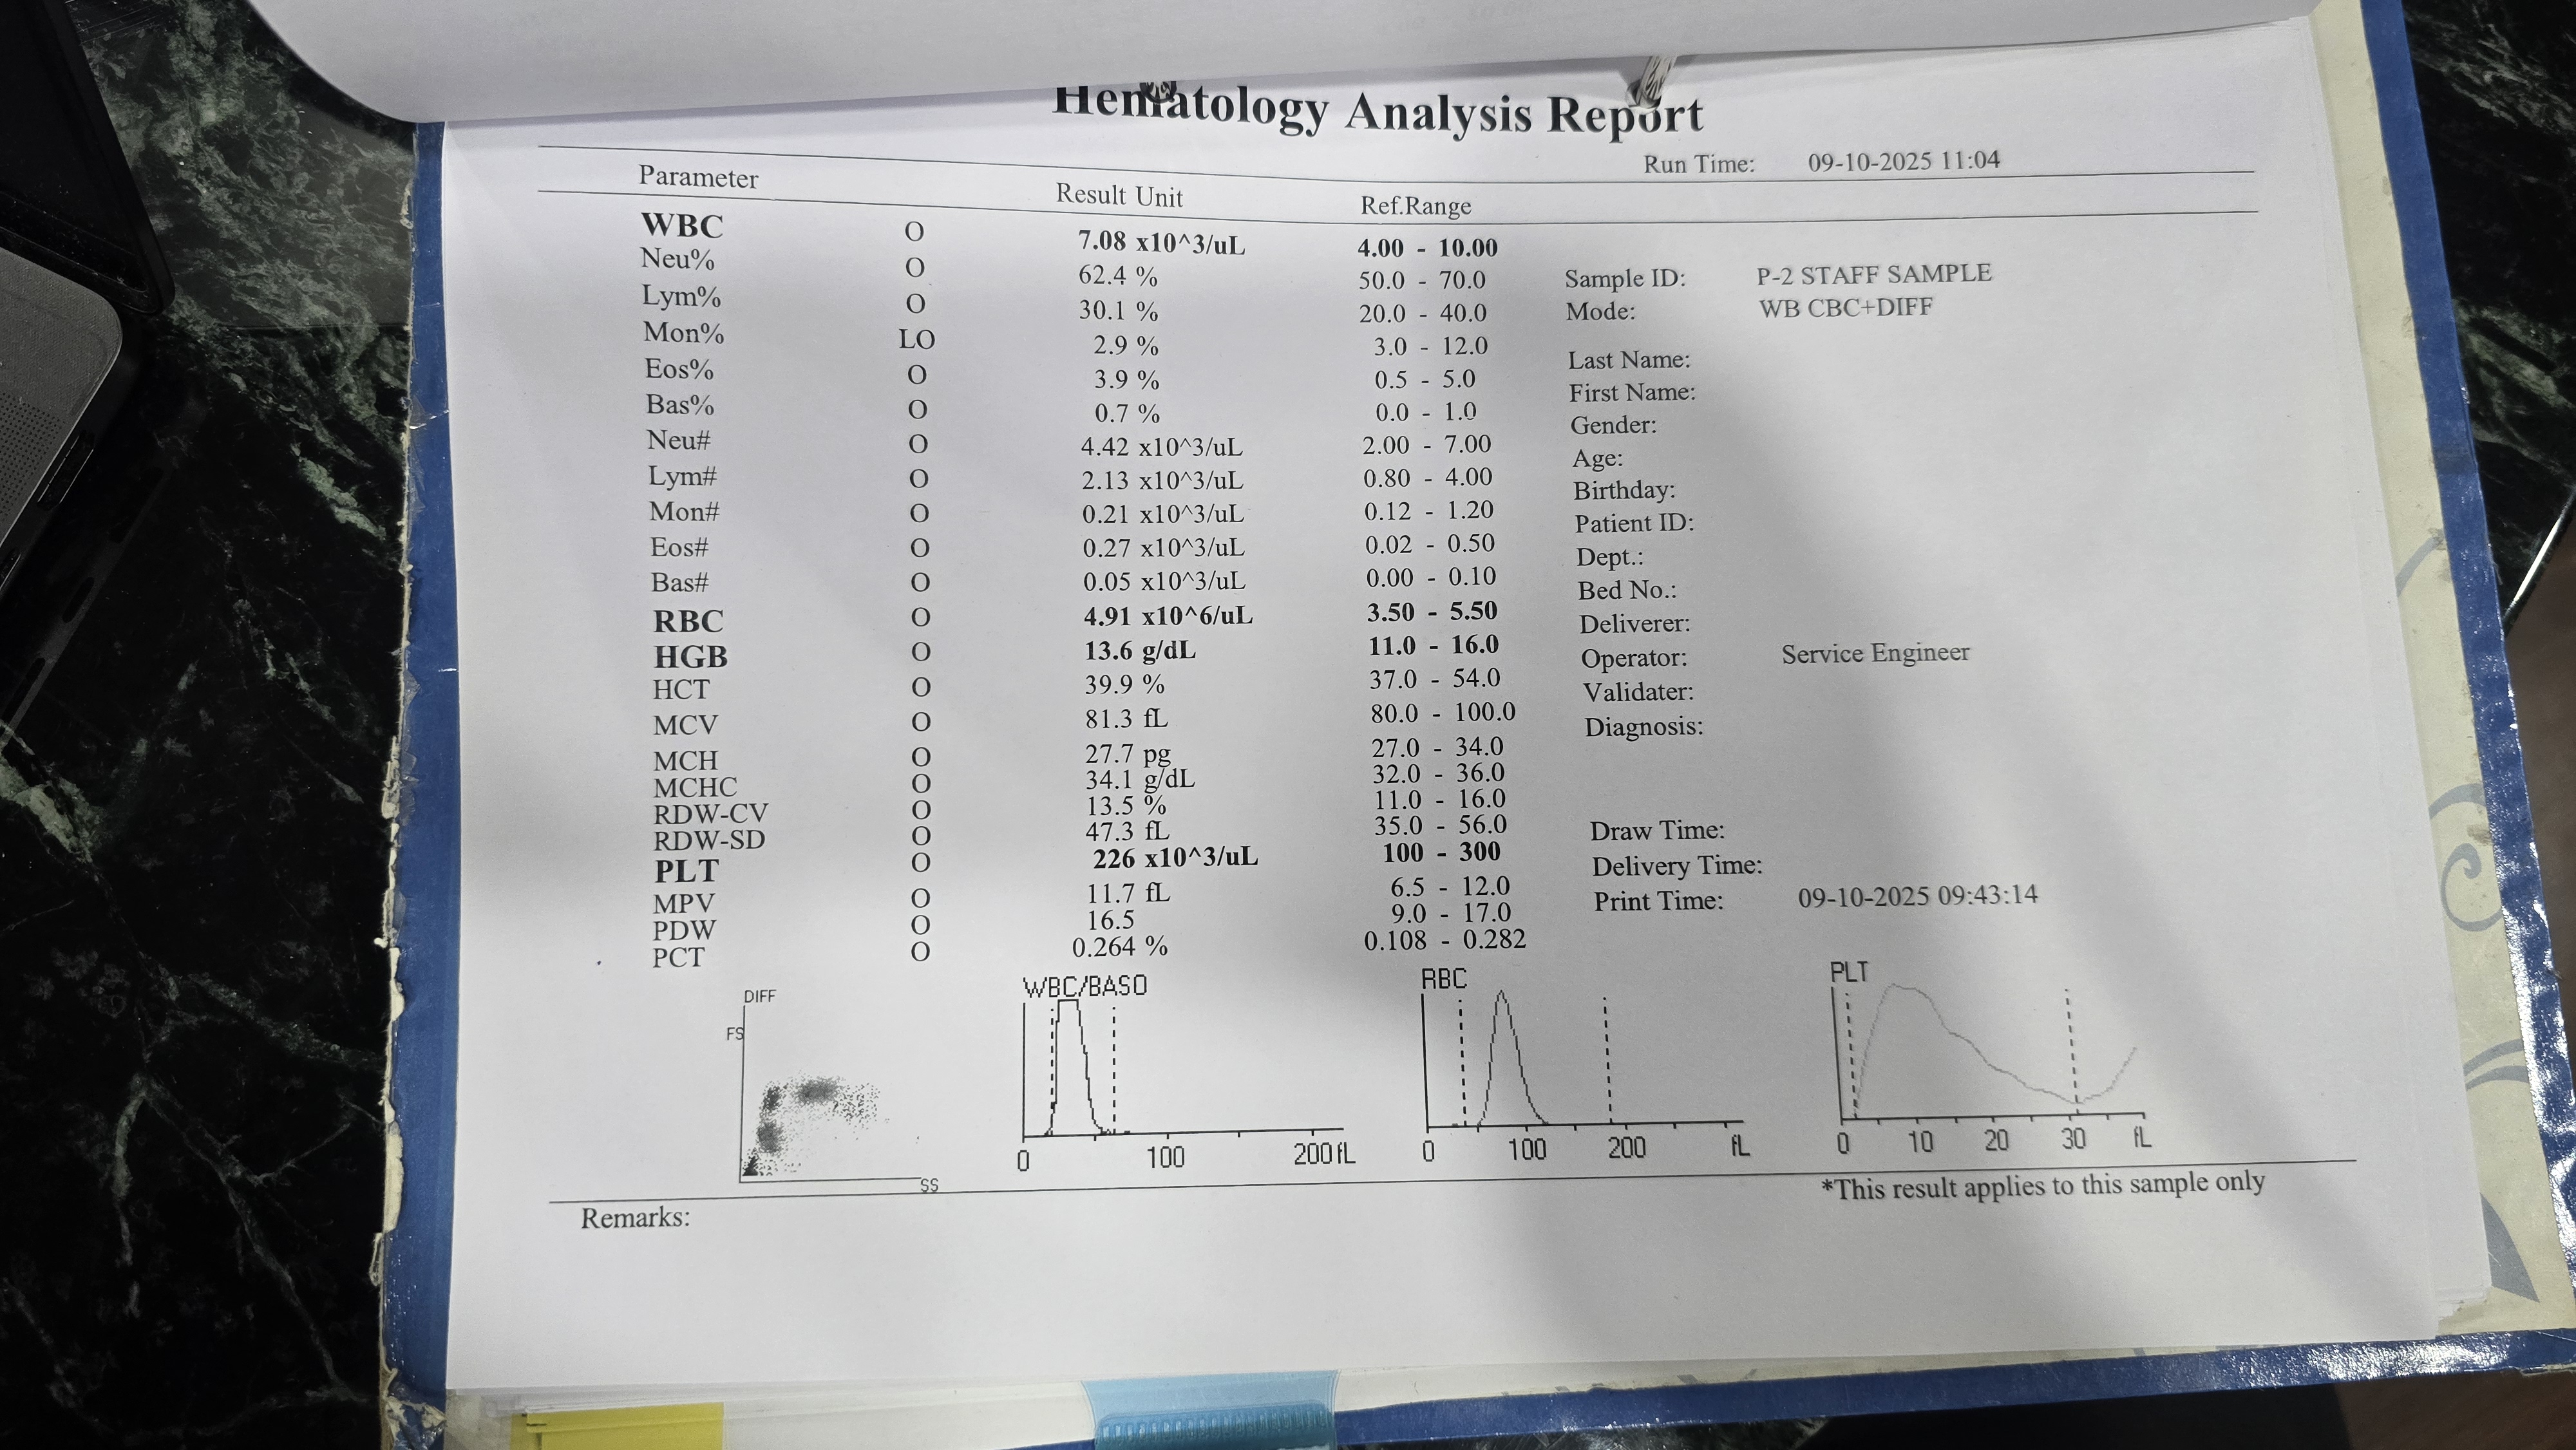 Hematology Analysis Report
Run Time: 09-10-2025 11:04
Parameter Result Unit Ref.Range
WBC O 7.08 x10^3/uL 4.00 - 10.00
Neu% O 62.4 % 50.0 - 70.0
Lym% O 30.1 % 20.0 - 40.0
Mon% LO 2.9 % 3.0 - 12.0
Eos% O 3.9 % 0.5 - 5.0
Bas% O 0.7 % 0.0 - 1.0
Neu# O 4.42 x10^3/uL 2.00 - 7.00
Lym# O 2.13 x10^3/uL 0.80 - 4.00
Mon# O 0.21 x10^3/uL 0.12 - 1.20
Eos# O 0.27 x10^3/uL 0.02 - 0.50
Bas# O 0.05 x10^3/uL 0.00 - 0.10
RBC O 4.91 x10^6/uL 3.50 - 5.50
HGB O 13.6 g/dL 11.0 - 16.0
HCT O 39.9 % 37.0 - 54.0
MCV O 81.3 fL 80.0 - 100.0
MCH O 27.7 pg 27.0 - 34.0
MCHC O 34.1 g/dL 32.0 - 36.0
RDW-CV O 13.5 % 11.0 - 16.0
RDW-SD O 47.3 fL 35.0 - 56.0
PLT O 226 x10^3/uL 100 - 300
MPV O 11.7 fL 6.5 - 12.0
PDW O 16.5 9.0 - 17.0
PCT O 0.264 % 0.108 - 0.282
Sample ID: P-2 STAFF SAMPLE
Mode: WB CBC+DIFF
Last Name:
First Name:
Gender:
Age:
Birthday:
Patient ID:
Dept.:
Bed No.:
Deliverer:
Operator: Service Engineer
Validater:
Diagnosis:
Draw Time:
Delivery Time:
Print Time: 09-10-2025 09:43:14
DIFF
FS
SS
WBC/BASO
0 100 200 fL
RBC
0 100 200 fL
PLT
0 10 20 30 fL
Remarks:
*This result applies to this sample only